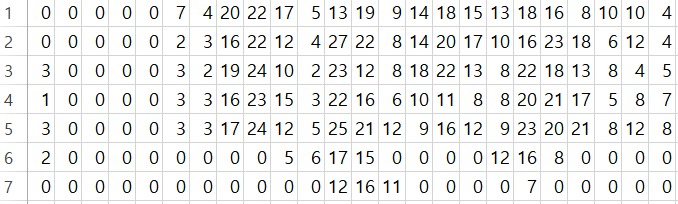 1 0 0 0 0 0 7 4 20 22 17 5 13 19 9 14 18 15 13 18 16 8 10 10 4
2 0 0 0 0 0 2 3 16 22 12 4 27 22 8 14 20 17 10 16 23 18 6 12 4
3 3 0 0 0 0 3 2 19 24 10 2 23 12 8 18 22 13 8 22 18 13 8 4 5
4 1 0 0 0 0 3 3 16 23 15 3 22 16 6 10 11 8 8 20 21 17 5 8 7
5 3 0 0 0 0 3 3 17 24 12 5 25 21 12 9 16 12 9 23 20 21 8 12 8
6 2 0 0 0 0 0 0 0 0 5 6 17 15 0 0 0 0 12 16 8 0 0 0 0
7 0 0 0 0 0 0 0 0 0 0 0 12 16 11 0 0 0 0 7 0 0 0 0 0